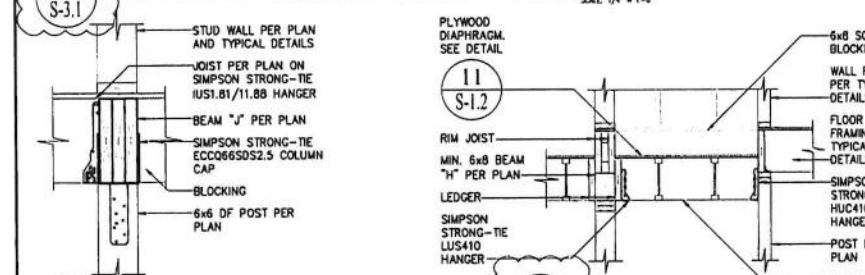 S-3.1
STUD WALL PER PLAN
AND TYPICAL DETAILS
JOIST PER PLAN ON
SIMPSON STRONG-TIE
IUS1.81/11.88 HANGER
BEAM "J" PER PLAN
SIMPSON STRONG-TIE
ECCQ66SDS2.5 COLUMN
CAP
BLOCKING
6x6 DF POST PER
PLAN
PLYWOOD
DIAPHRAGM.
SEE DETAIL
11
S-1.2
RIM JOIST
MIN. 6x8 BEAM
"H" PER PLAN
LEDGER
SIMPSON
STRONG-TIE
LUS410
HANGER
6x8 SO
BLOCKI
WALL P
PER TY
DETAIL
FLOOR
FRAMIN
TYPICA
DETAIL
SIMPSO
STRONG
HUC410
HANGE
POST
PLAN